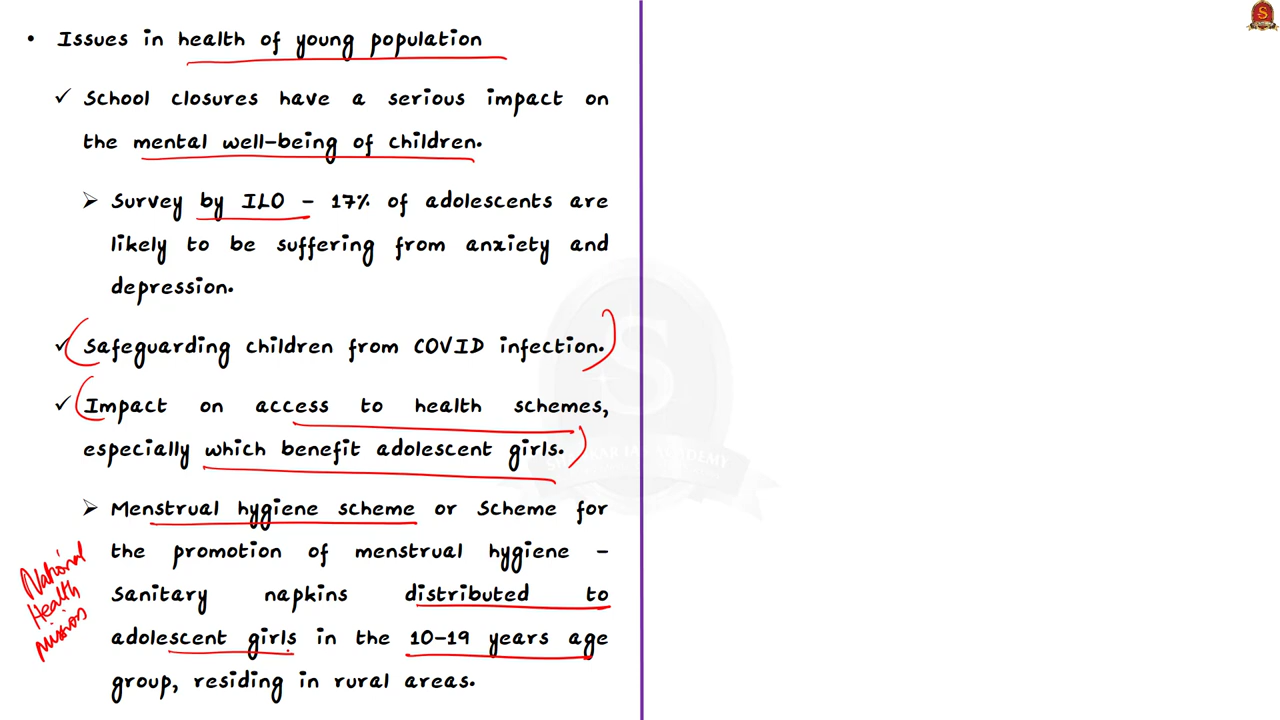 • Issues in health of young population
✓ School closures have a serious impact on
the mental well-being of children.
➢ Survey by ILO - 17% of adolescents are
likely to be suffering from anxiety and
depression.
✓ Safeguarding children from COVID infection.
✓ Impact on access to health schemes,
especially which benefit adolescent girls.
➢ Menstrual hygiene scheme or Scheme for
the promotion of menstrual hygiene -
Sanitary napkins distributed to
adolescent girls in the 10-19 years age
group, residing in rural areas.
National
Health
Mission